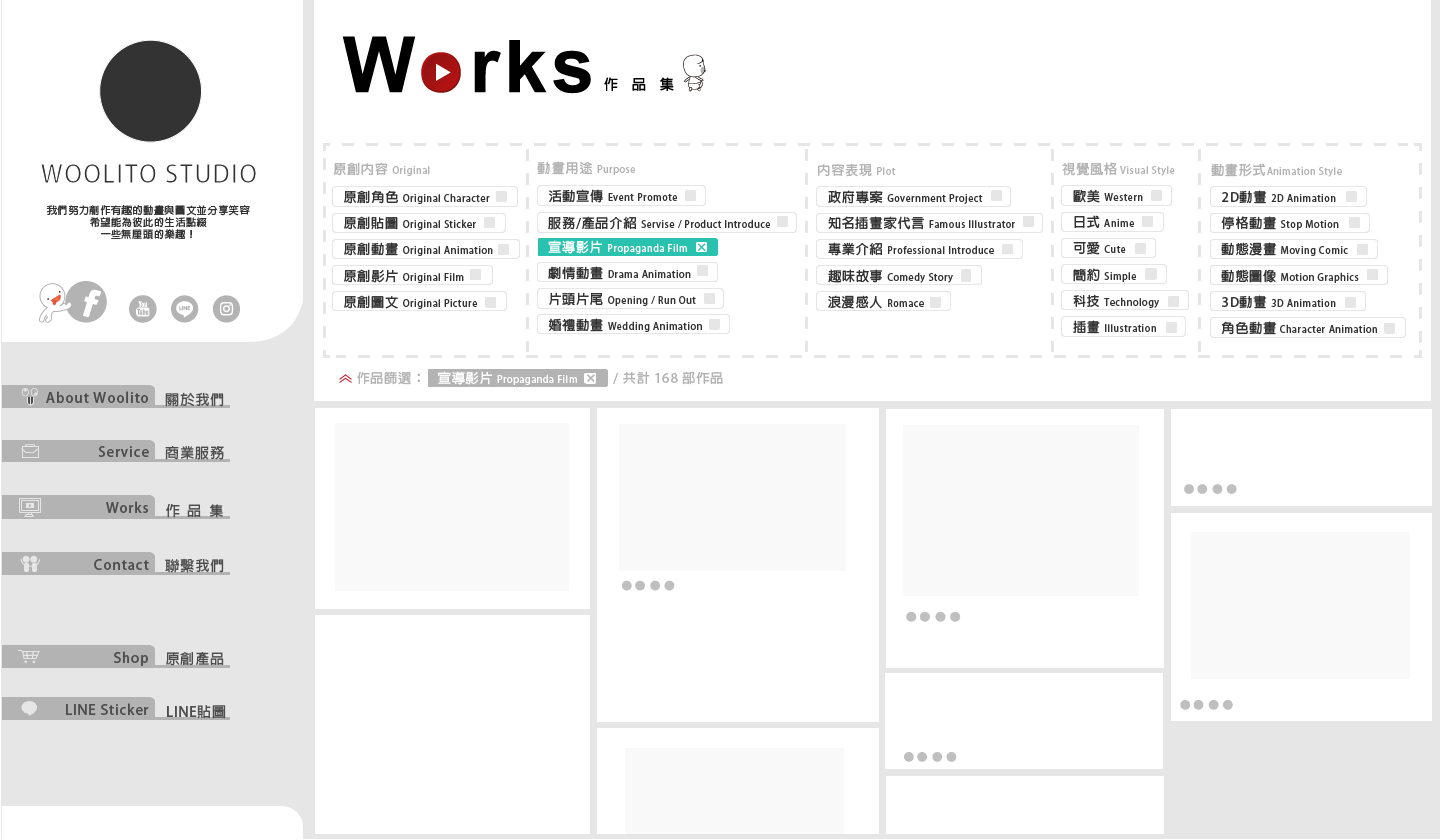 WOOLITO STUDIO
我們努力創作有趣的動畫與圖文並分享笑容
希望能為彼此的生活點綴
一些無厘頭的樂趣！
f
You Tube
LINE
About Woolito 關於我們
Service 商業服務
Works 作品集
Contact 聯繫我們
Shop 原創產品
LINE Sticker LINE貼圖
Works 作品集
原創內容 Original
原創角色 Original Character
原創貼圖 Original Sticker
原創動畫 Original Animation
原創影片 Original Film
原創圖文 Original Picture
動畫用途 Purpose
活動宣傳 Event Promote
服務/產品介紹 Servise / Product Introduce
宣導影片 Propaganda Film
劇情動畫 Drama Animation
片頭片尾 Opening / Run Out
婚禮動畫 Wedding Animation
內容表現 Plot
政府專案 Government Project
知名插畫家代言 Famous Illustrator
專業介紹 Professional Introduce
趣味故事 Comedy Story
浪漫感人 Romace
視覺風格 Visual Style
歐美 Western
日式 Anime
可愛 Cute
簡約 Simple
科技 Technology
插畫 Illustration
動畫形式 Animation Style
2D動畫 2D Animation
停格動畫 Stop Motion
動態漫畫 Moving Comic
動態圖像 Motion Graphics
3D動畫 3D Animation
角色動畫 Character Animation
作品篩選： 宣導影片 Propaganda Film / 共計 168 部作品